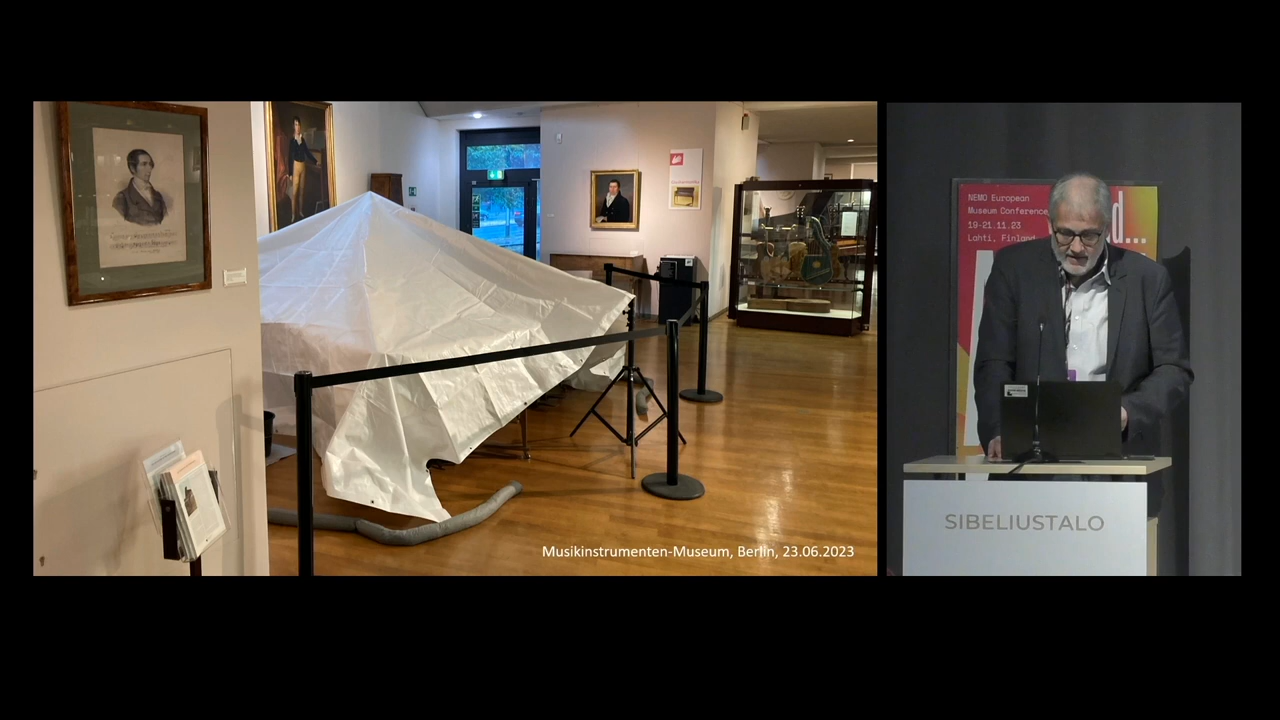 Musikinstrumenten-Museum, Berlin, 23.06.2023
NEMO European
Museum Conference
19-21.11.23
Lahti, Finland
d...
SIBELIUSTALO